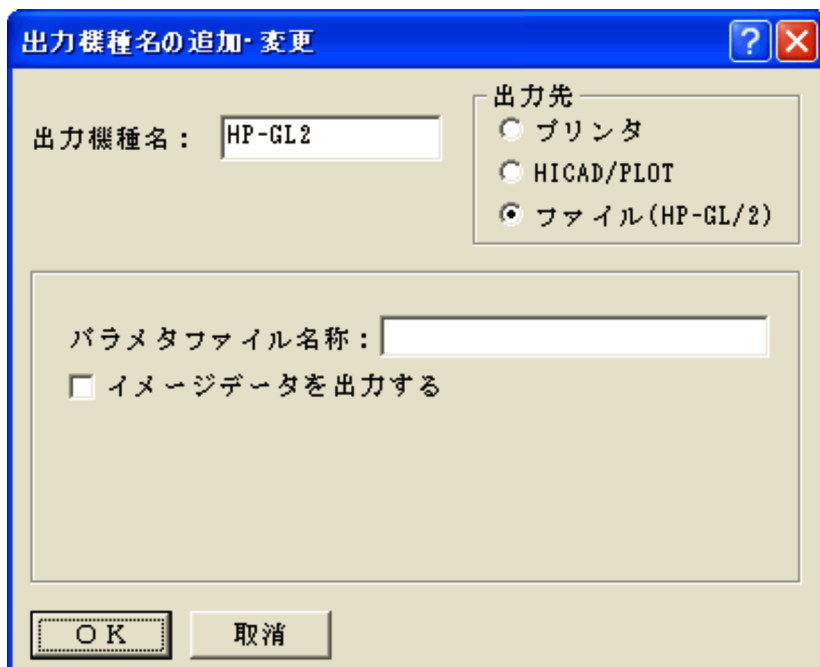 出力機種名の追加・変更
出力先
出力機種名： HP-GL2
プリンタ
HICAD/PLOT
ファイル(HP-GL/2)
パラメタファイル名称：
イメージデータを出力する
ＯＫ
取消